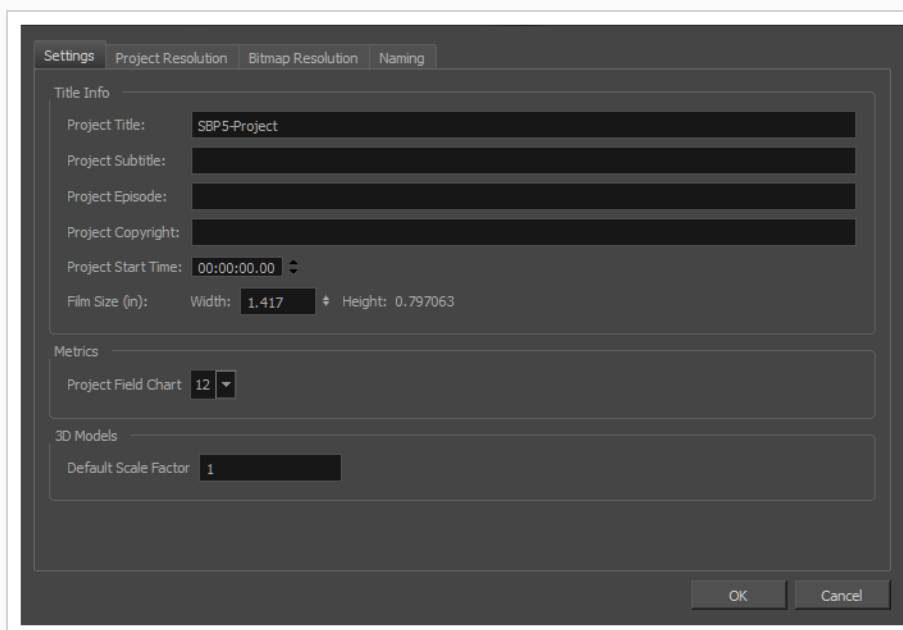 Settings Project Resolution Bitmap Resolution Naming
Title Info
Project Title: SBP5-Project
Project Subtitle:
Project Episode:
Project Copyright:
Project Start Time: 00:00:00.00
Film Size (in): Width: 1.417 Height: 0.797063
Metrics
Project Field Chart 12
3D Models
Default Scale Factor 1
OK Cancel